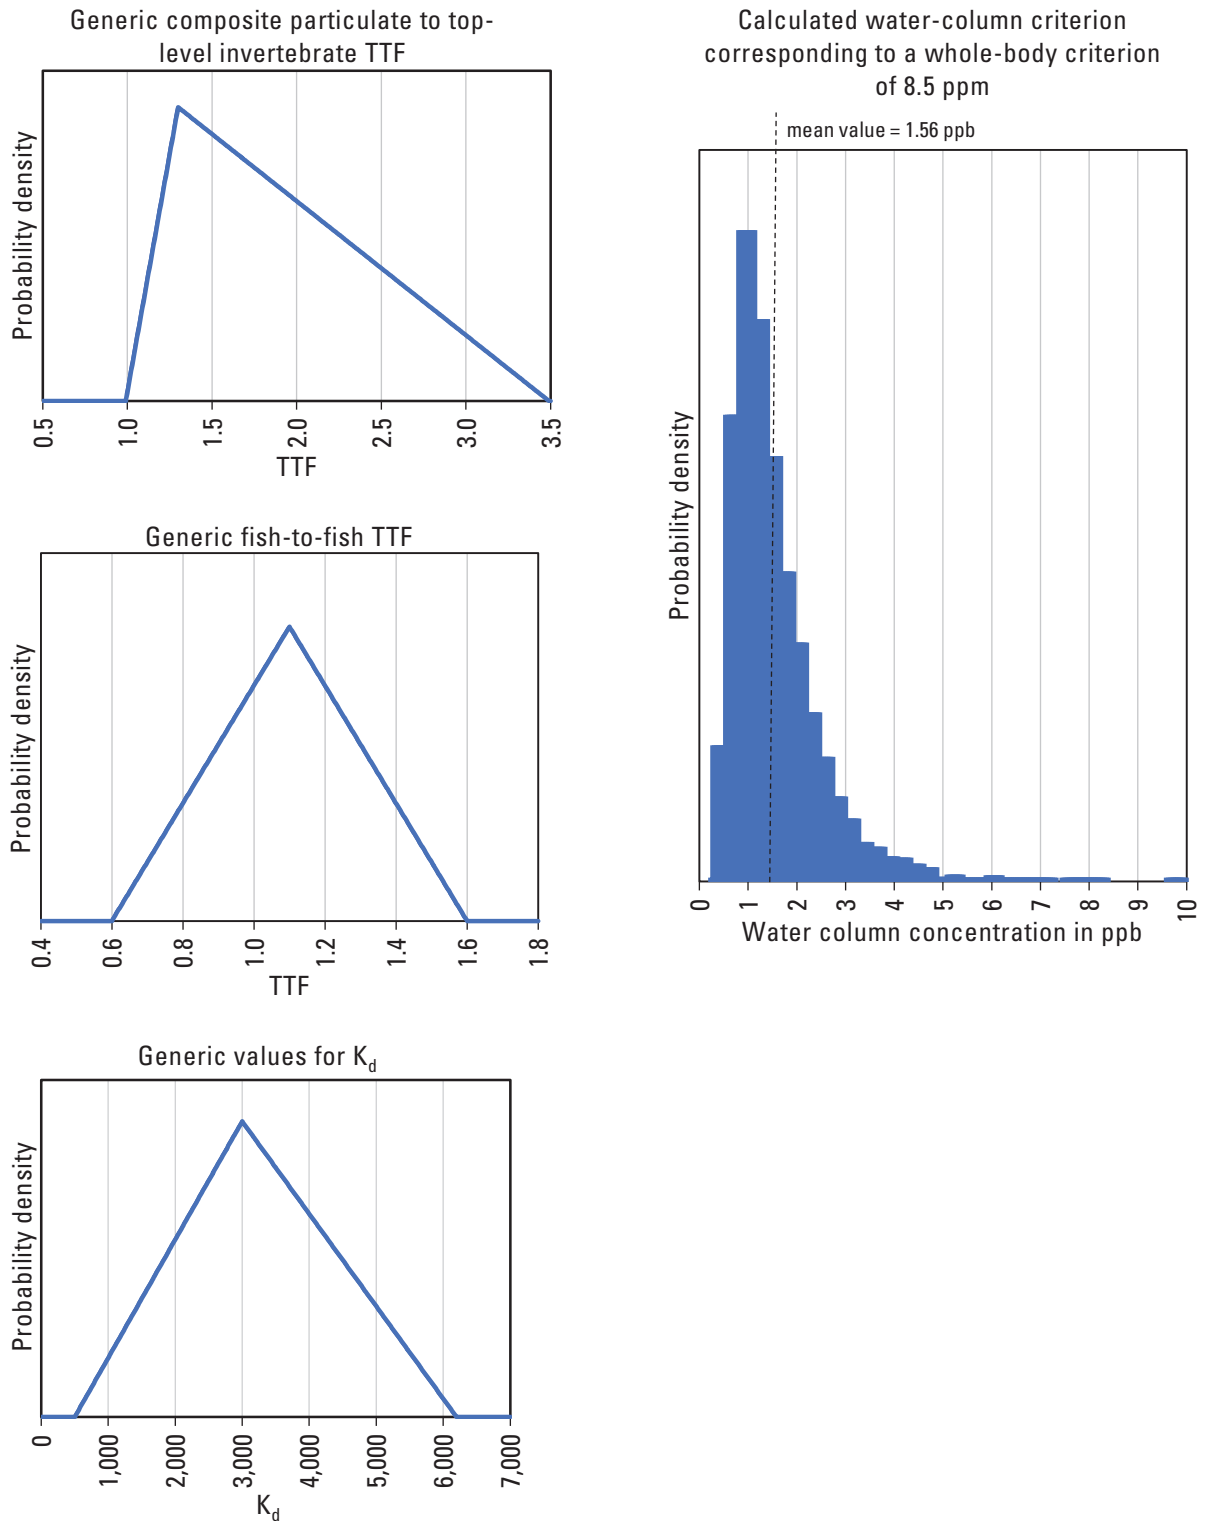 Generic composite particulate to top-
level invertebrate TTF
Probability density
0.5 1.0 1.5 2.0 2.5 3.0 3.5
TTF
Generic fish-to-fish TTF
Probability density
0.4 0.6 0.8 1.0 1.2 1.4 1.6 1.8
TTF
Generic values for Kd
Probability density
0 1,000 2,000 3,000 4,000 5,000 6,000 7,000
Kd
Calculated water-column criterion
corresponding to a whole-body criterion
of 8.5 ppm
mean value = 1.56 ppb
Probability density
0 1 2 3 4 5 6 7 8 9 10
Water column concentration in ppb